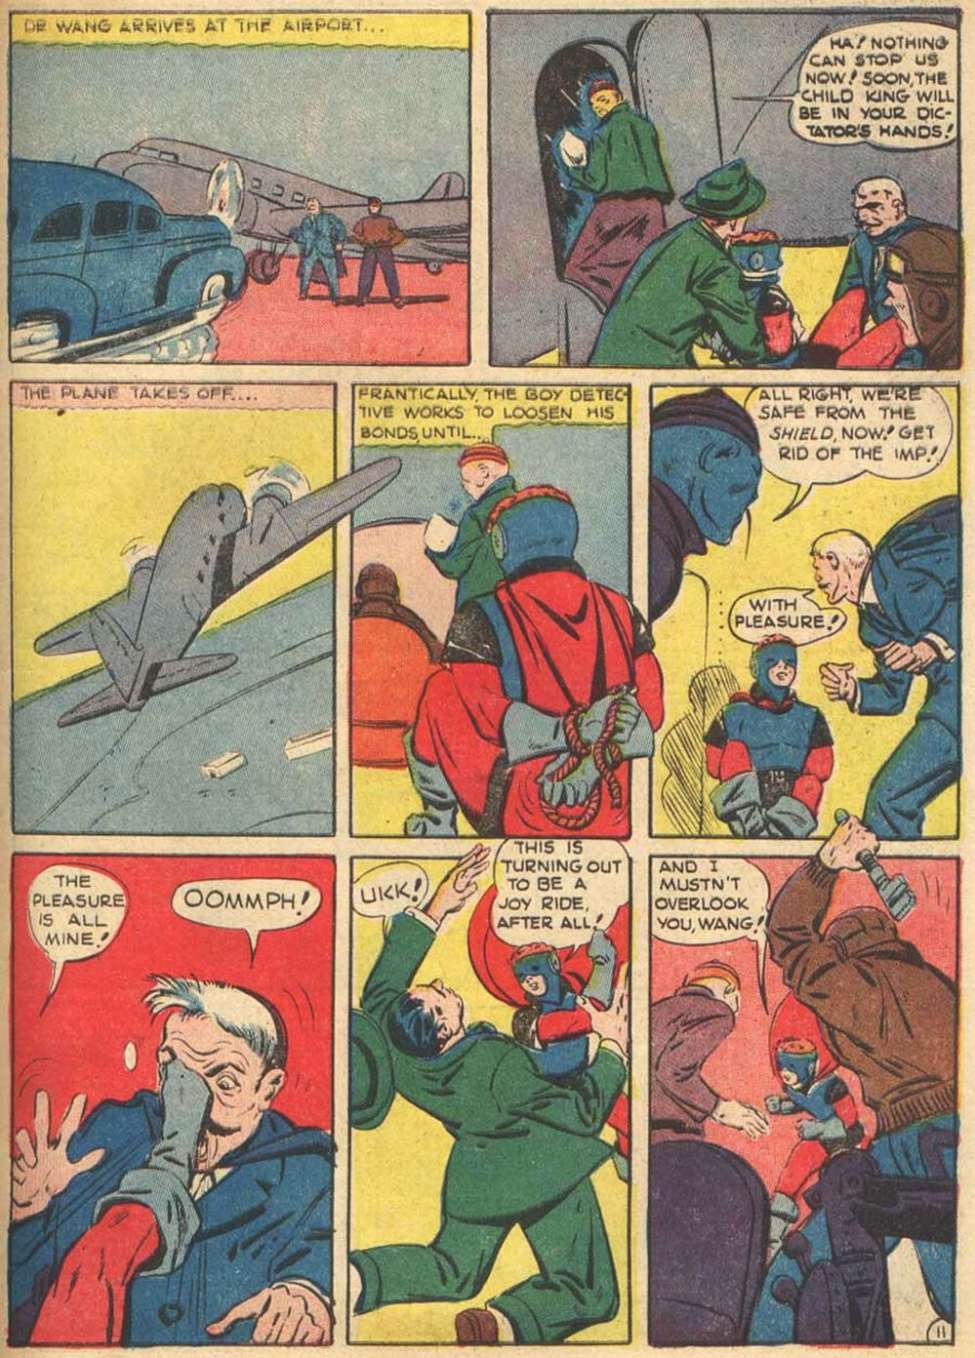 DR WANG ARRIVES AT THE AIRPORT...
HA! NOTHING
CAN STOP US
NOW! SOON, THE
CHILD KING WILL
BE IN YOUR DIC-
TATOR'S HANDS!
THE PLANE TAKES OFF....
FRANTICALLY, THE BOY DETEC-
TIVE WORKS TO LOOSEN HIS
BONDS, UNTIL...
ALL RIGHT, WE'RE
SAFE FROM THE
SHIELD, NOW! GET
RID OF THE IMP!
WITH
PLEASURE!
THE
PLEASURE
IS ALL
MINE!
OOMMPH!
UKK!
THIS IS
TURNING OUT
TO BE A
JOY RIDE,
AFTER ALL!
AND I
MUSTN'T
OVERLOOK
YOU, WANG!
11